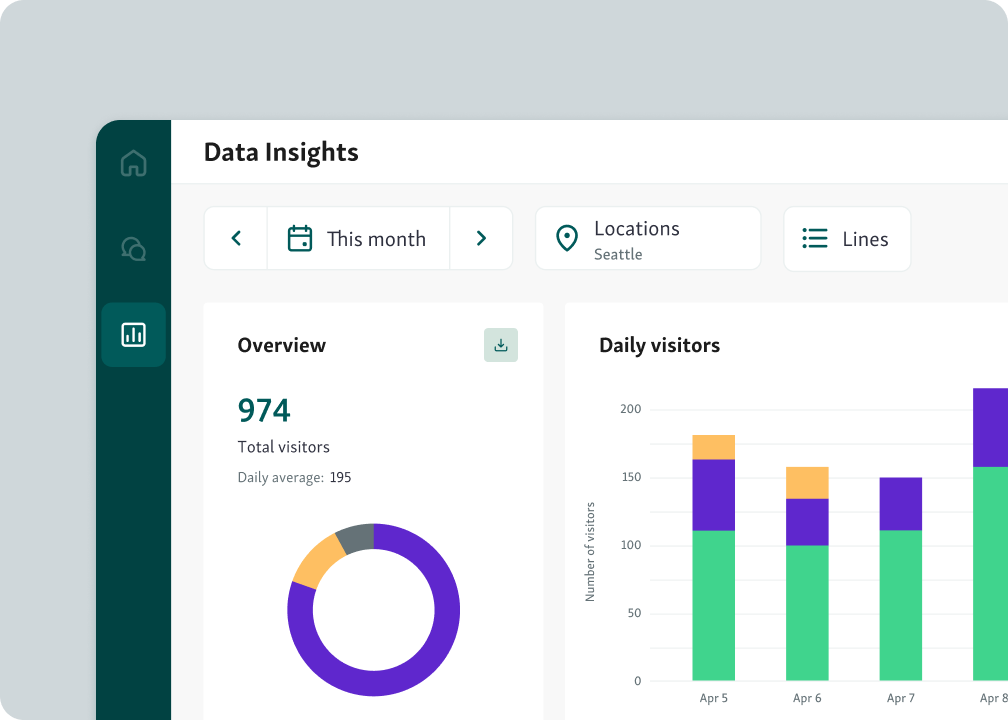 Data Insights
This month
Locations
Seattle
Lines
Overview
974
Total visitors
Daily average: 195
Daily visitors
Number of visitors
200
150
100
50
0
Apr 5
Apr 6
Apr 7
Apr 8